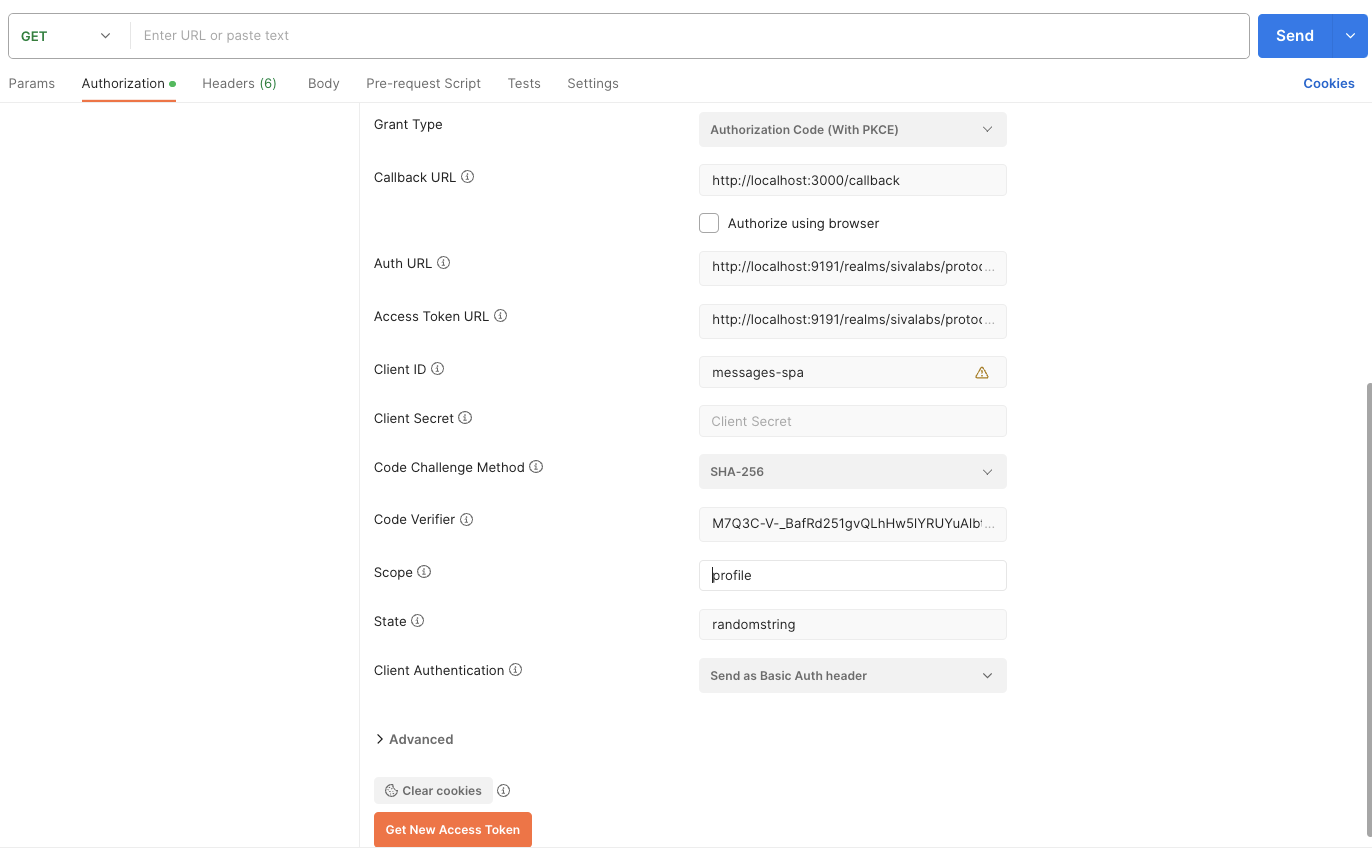 GET
Enter URL or paste text
Send
Params
Authorization
Headers (6)
Body
Pre-request Script
Tests
Settings
Cookies
Grant Type
Authorization Code (With PKCE)
Callback URL
http://localhost:3000/callback
Authorize using browser
Auth URL
http://localhost:9191/realms/sivalabs/protoc...
Access Token URL
http://localhost:9191/realms/sivalabs/protoc...
Client ID
messages-spa
Client Secret
Client Secret
Code Challenge Method
SHA-256
Code Verifier
Scope
profile
State
randomstring
Client Authentication
Send as Basic Auth header
Advanced
Clear cookies
Get New Access Token